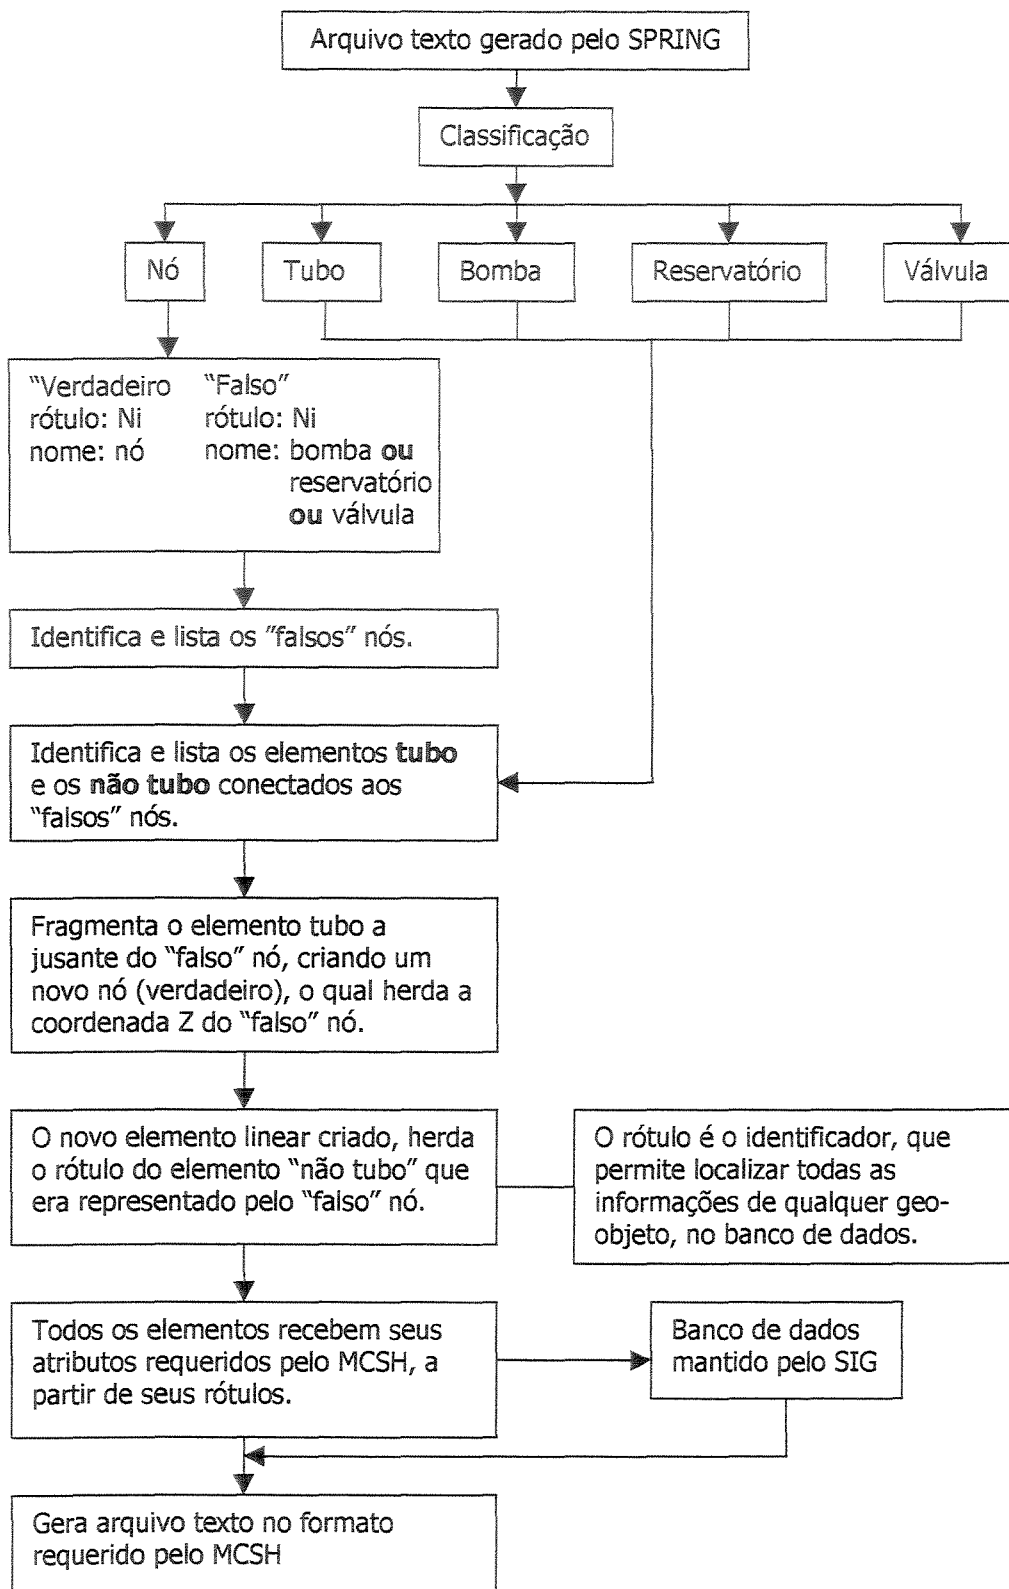 Arquivo texto gerado pelo SPRING
Classificação
Nó
Tubo
Bomba
Reservatório
Válvula
“Verdadeiro “Falso”
rótulo: Ni rótulo: Ni
nome: nó nome: bomba ou
reservatório
ou válvula
Identifica e lista os ”falsos” nós.
Identifica e lista os elementos tubo
e os não tubo conectados aos
“falsos” nós.
Fragmenta o elemento tubo a
jusante do “falso” nó, criando um
novo nó (verdadeiro), o qual herda a
coordenada Z do “falso” nó.
O novo elemento linear criado, herda
o rótulo do elemento “não tubo” que
era representado pelo “falso” nó.
O rótulo é o identificador, que
permite localizar todas as
informações de qualquer geo-
objeto, no banco de dados.
Todos os elementos recebem seus
atributos requeridos pelo MCSH, a
partir de seus rótulos.
Banco de dados
mantido pelo SIG
Gera arquivo texto no formato
requerido pelo MCSH